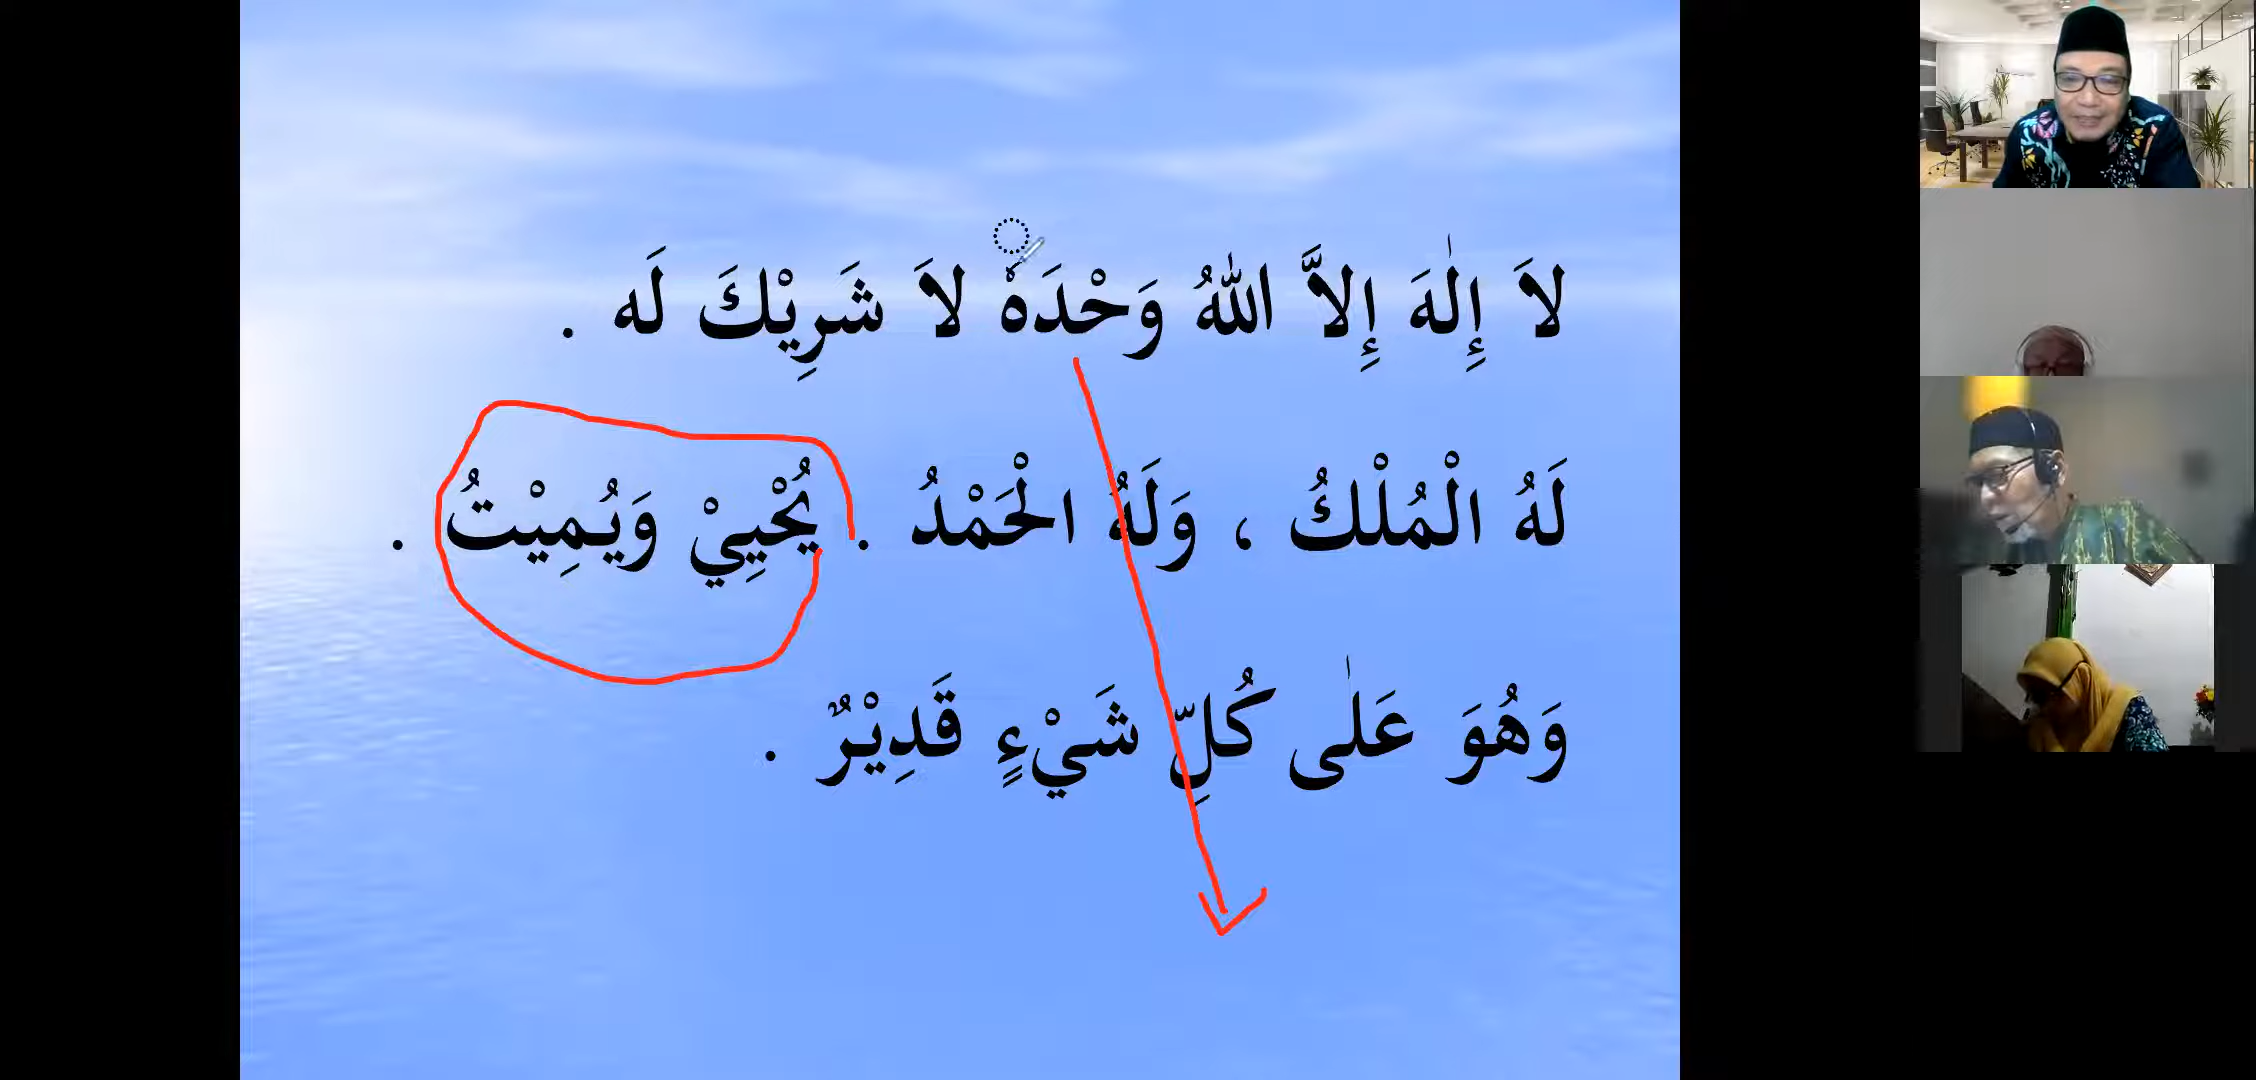 لاَ إِلٰهَ إِلاَّ اللهُ وَحْدَهْ لاَ شَرِيْكَ لَه .
لَهُ الْمُلْكُ ، وَلَهُ الْحَمْدُ . يُحْيِيْ وَيُمِيْتُ .
وَهُوَ عَلٰى كُلِّ شَيْءٍ قَدِيْرٌ .